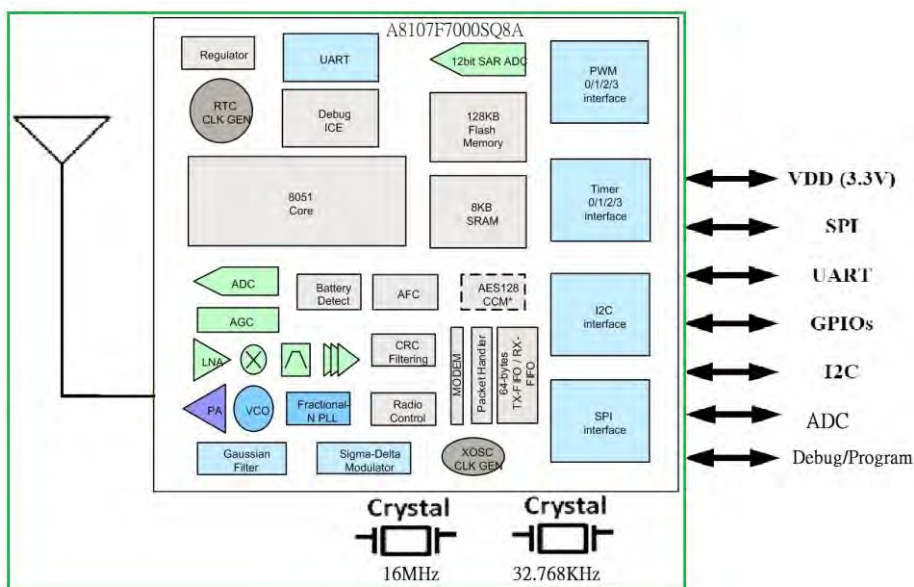 A8107F7000SQ8A
Regulator
UART
12bit SAR ADC
PWM
0/1/2/3
interface
RTC
CLK GEN
Debug
ICE
128KB
Flash
Memory
8051
Core
8KB
SRAM
Timer
0/1/2/3
interface
VDD (3.3V)
SPI
UART
GPIOs
I2C
ADC
Debug/Program
ADC
Battery
Detect
AFC
AES128
CCM*
I2C
interface
AGC
LNA
CRC
Filtering
MODEM
Packet Handler
64-bytes
TX-FIFO / RX-
FIFO
PA
VCO
Fractional-
N PLL
Radio
Control
SPI
interface
Gaussian
Filter
Sigma-Delta
Modulator
XOSC
CLK GEN
Crystal
16MHz
Crystal
32.768KHz